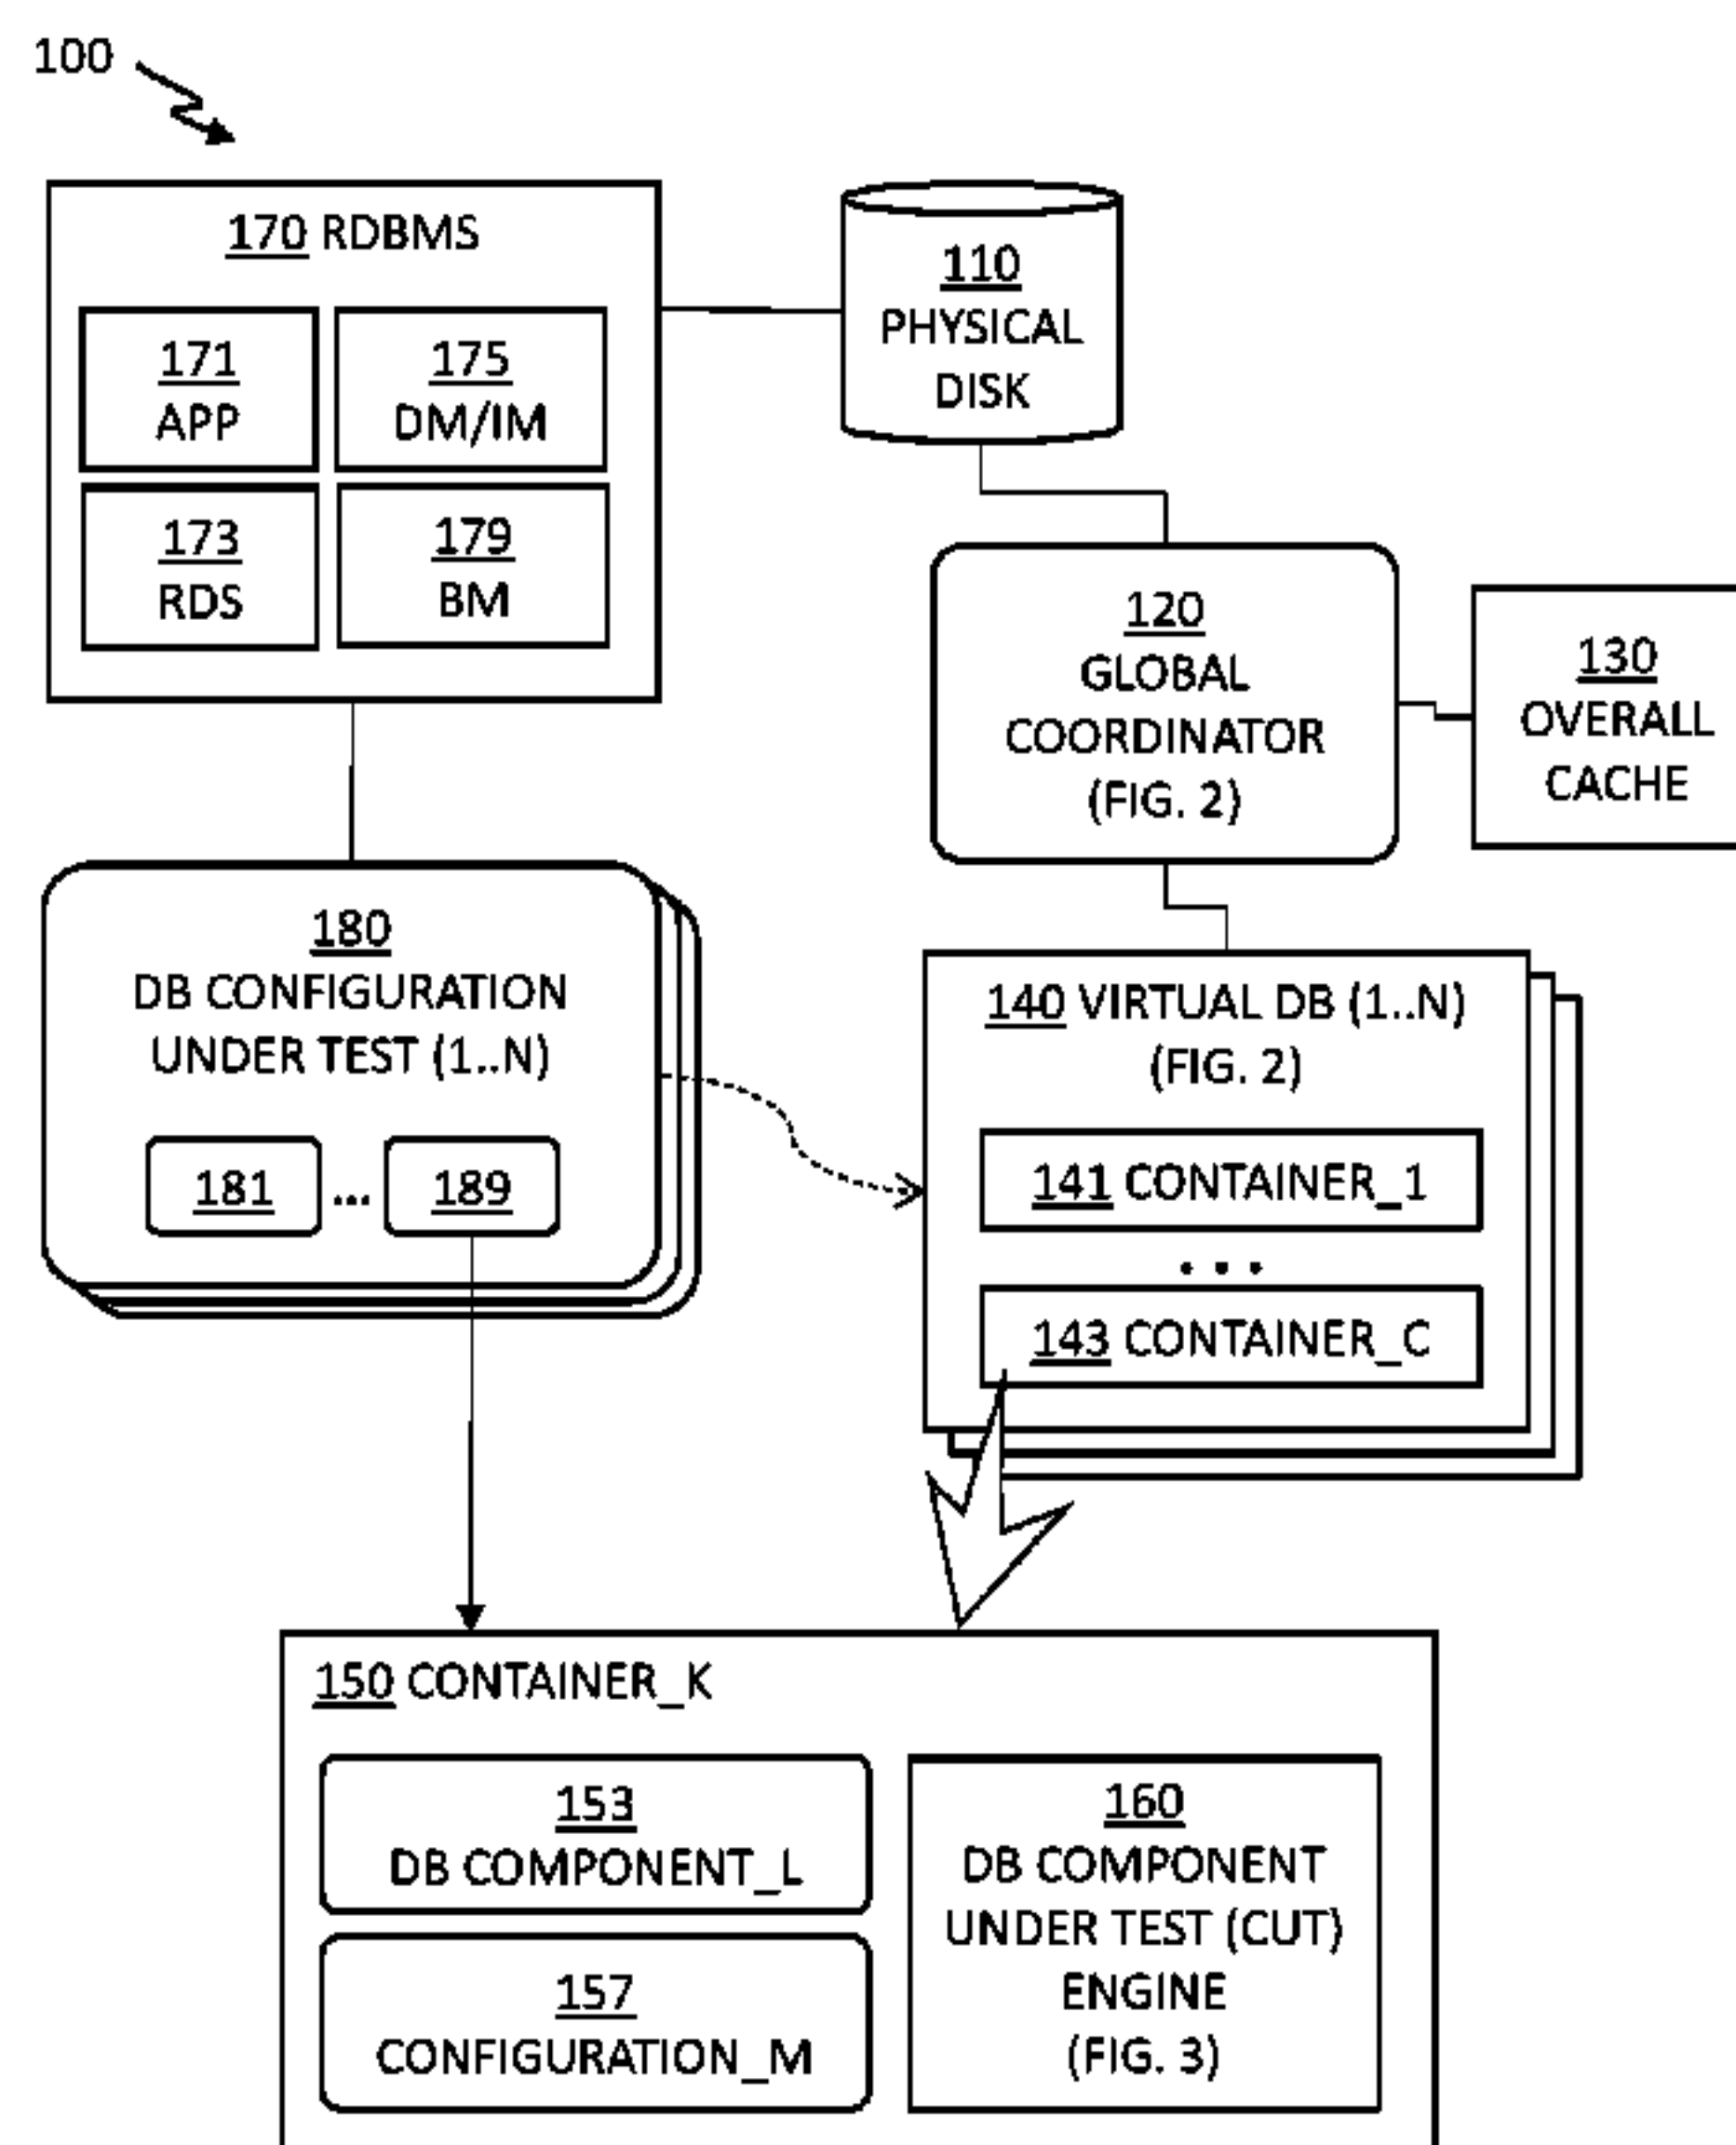 100
170 RDBMS
171
APP
175
DM/IM
173
RDS
179
BM
110
PHYSICAL
DISK
120
GLOBAL
COORDINATOR
(FIG. 2)
130
OVERALL
CACHE
180
DB CONFIGURATION
UNDER TEST (1..N)
181 ... 189
140 VIRTUAL DB (1..N)
(FIG. 2)
141 CONTAINER_1
• • •
143 CONTAINER_C
150 CONTAINER_K
153
DB COMPONENT_L
157
CONFIGURATION_M
160
DB COMPONENT
UNDER TEST (CUT)
ENGINE
(FIG. 3)